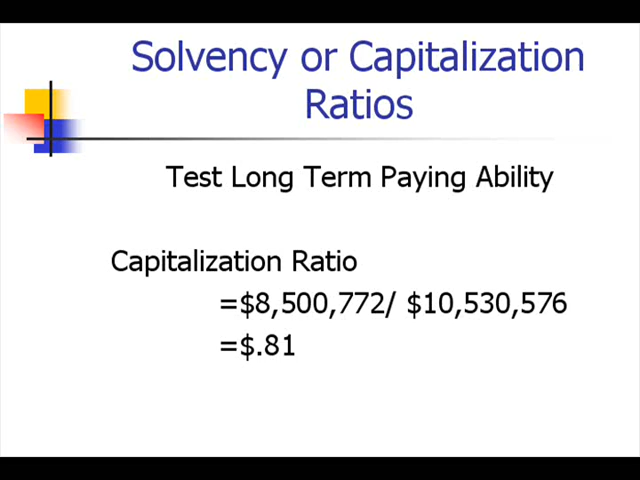 Solvency or Capitalization
Ratios
Test Long Term Paying Ability
Capitalization Ratio
=$8,500,772/ $10,530,576
=$.81